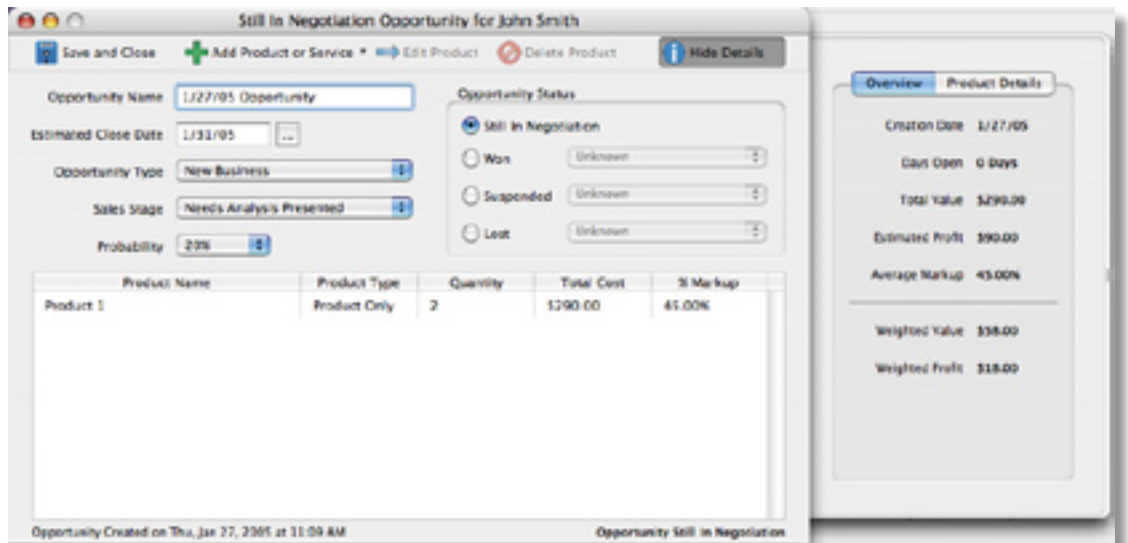 Still In Negotiation Opportunity for John Smith
Save and Close Add Product or Service Edit Product Delete Product Hide Details
Opportunity Name 1/27/05 Opportunity
Estimated Close Date 1/31/05 ...
Opportunity Type New Business
Sales Stage Needs Analysis Presented
Probability 20%
Opportunity Status
Still In Negotiation
Won Unknown
Suspended Unknown
Lost Unknown
Product Name Product Type Quantity Total Cost % Markup
Product 1 Product Only 2 $290.00 45.00%
Opportunity Created on Thu, Jan 27, 2005 at 11:09 AM Opportunity Still In Negotiation
Overview Product Details
Creation Date 1/27/05
Days Open 0 Days
Total Value $290.00
Estimated Profit $90.00
Average Markup 45.00%
Weighted Value $58.00
Weighted Profit $18.00